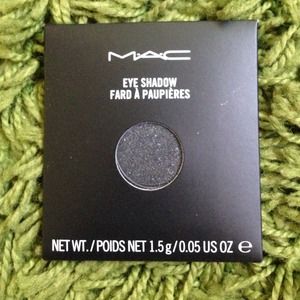 MAC
EYE SHADOW
FARD À PAUPIÈRES
NET WT./POIDS NET 1.5 g/0.05 US OZ ℮